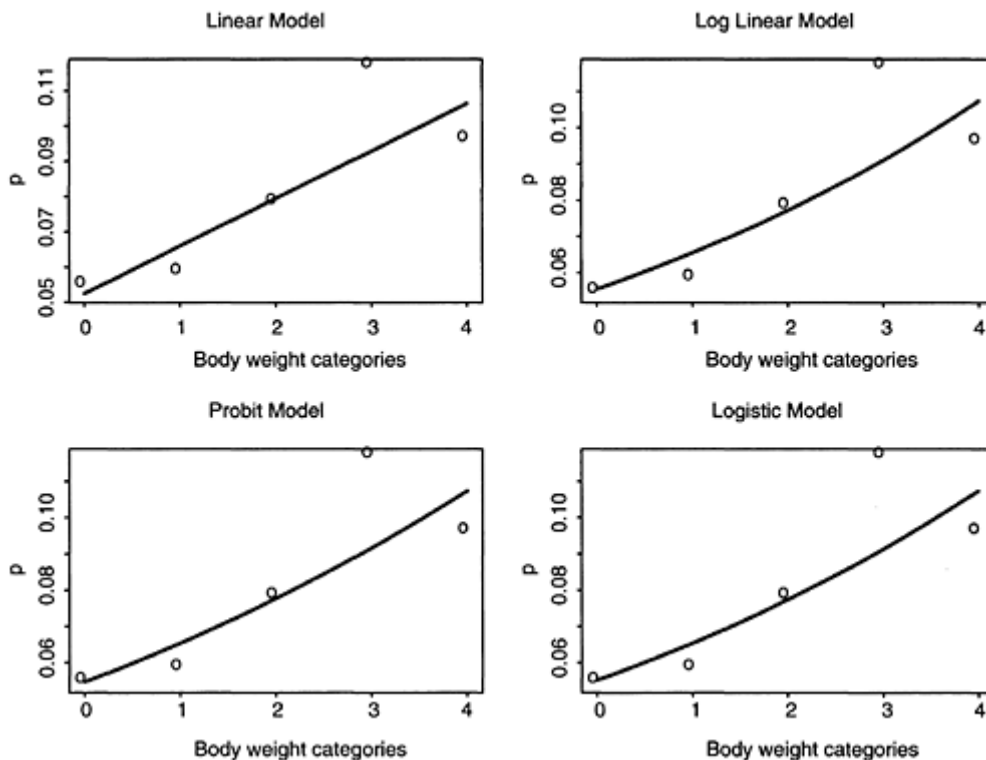 Linear Model
p
0.05 0.07 0.09 0.11
0 1 2 3 4
Body weight categories
Log Linear Model
p
0.06 0.08 0.10
0 1 2 3 4
Body weight categories
Probit Model
p
0.06 0.08 0.10
0 1 2 3 4
Body weight categories
Logistic Model
p
0.06 0.08 0.10
0 1 2 3 4
Body weight categories